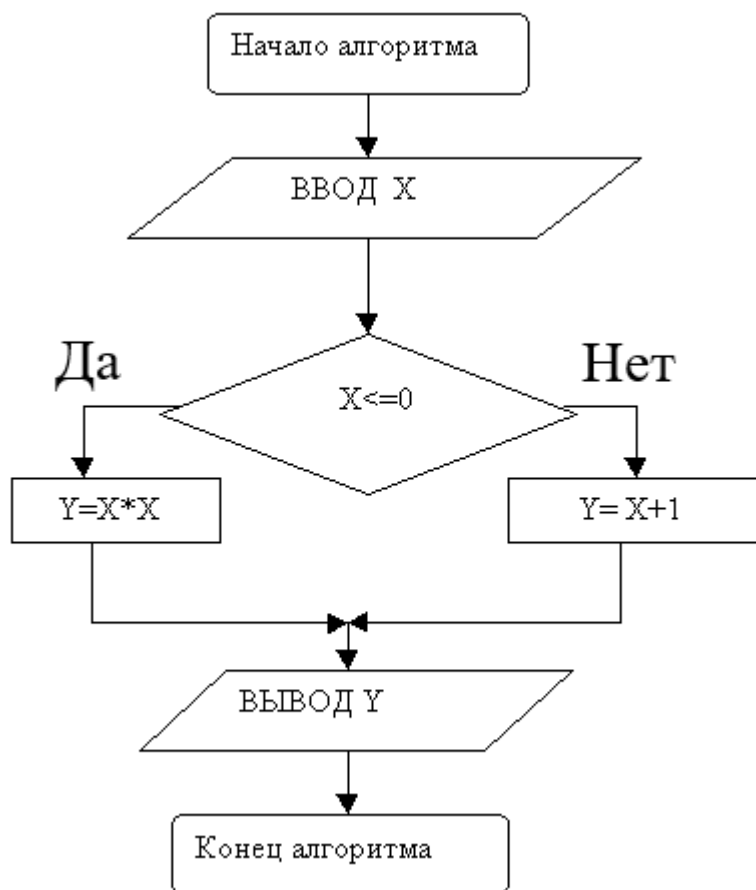 Начало алгоритма
ВВОД X
Да
Нет
X<=0
Y=X*X
Y= X+1
ВЫВОД Y
Конец алгоритма